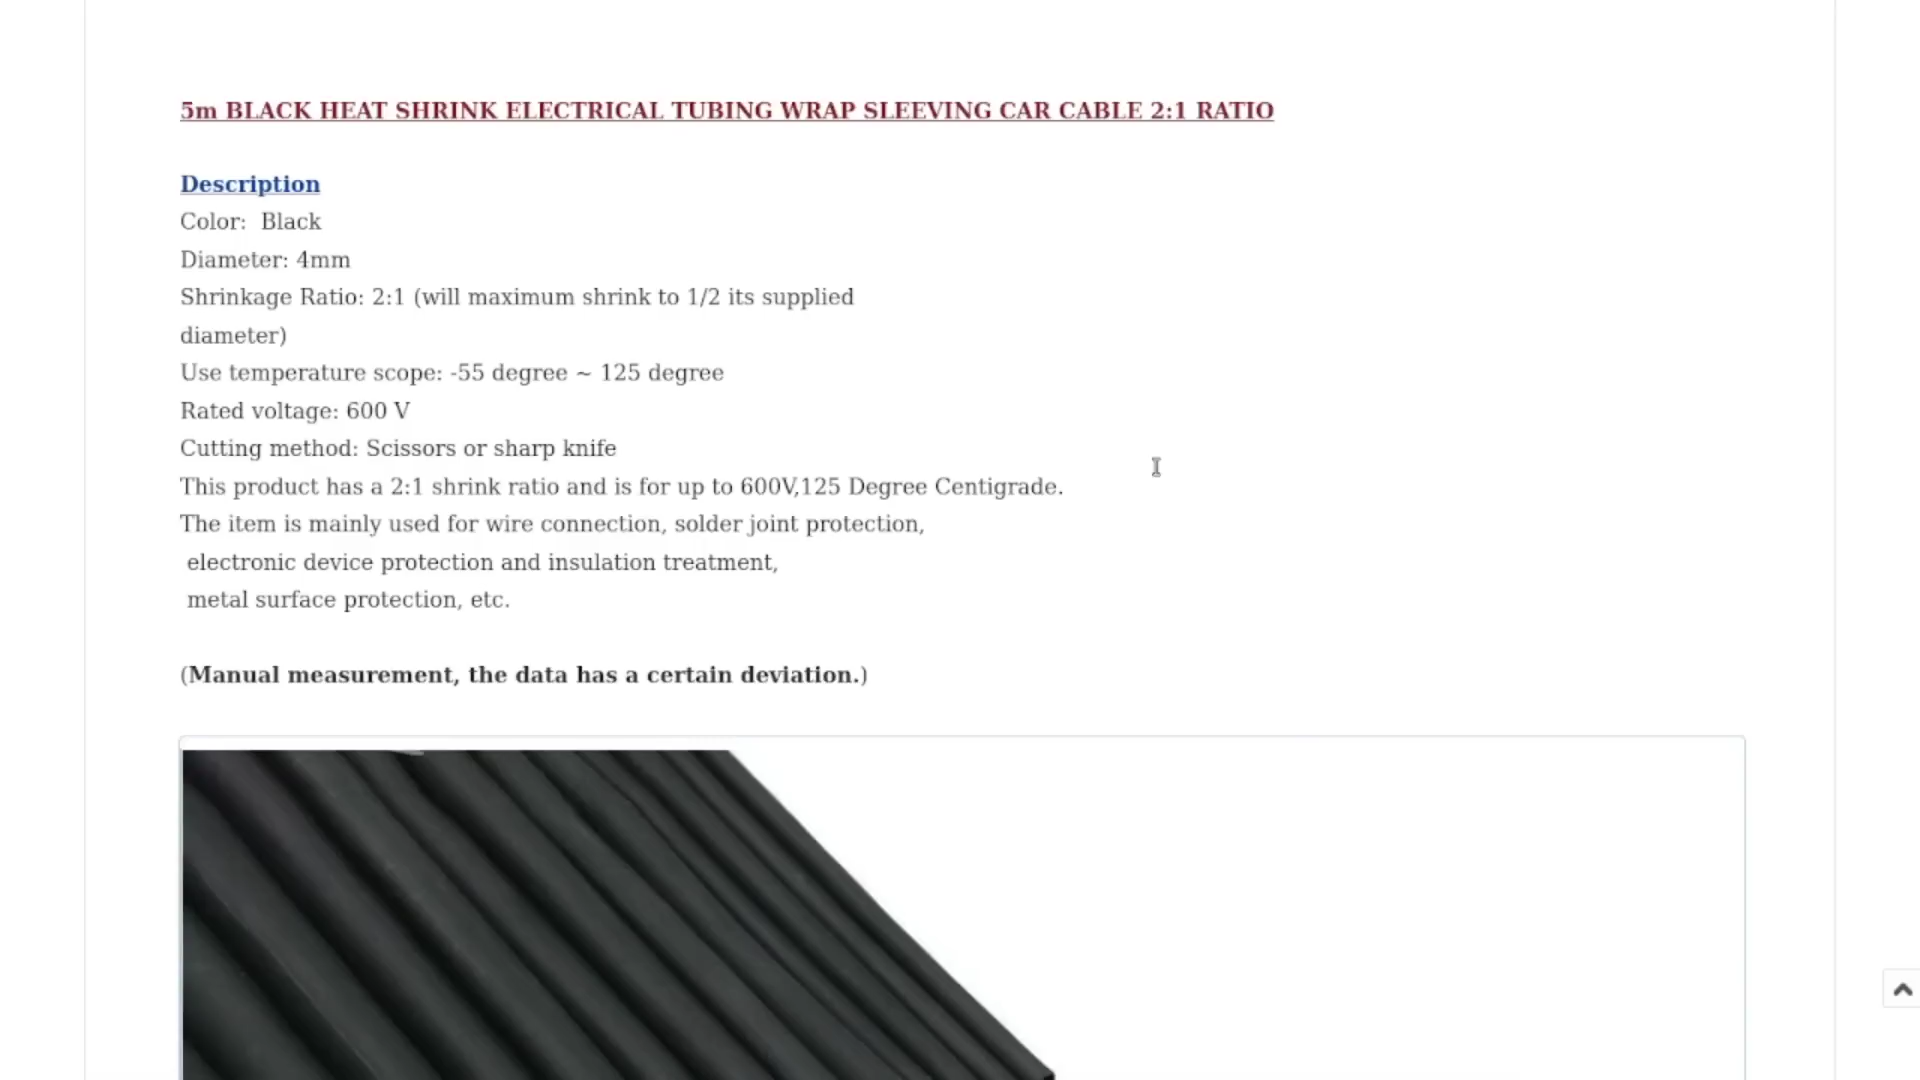 5m BLACK HEAT SHRINK ELECTRICAL TUBING WRAP SLEEVING CAR CABLE 2:1 RATIO
Description
Color:  Black
Diameter: 4mm
Shrinkage Ratio: 2:1 (will maximum shrink to 1/2 its supplied
diameter)
Use temperature scope: -55 degree ~ 125 degree
Rated voltage: 600 V
Cutting method: Scissors or sharp knife
This product has a 2:1 shrink ratio and is for up to 600V,125 Degree Centigrade.
The item is mainly used for wire connection, solder joint protection,
electronic device protection and insulation treatment,
metal surface protection, etc.
(Manual measurement, the data has a certain deviation.)